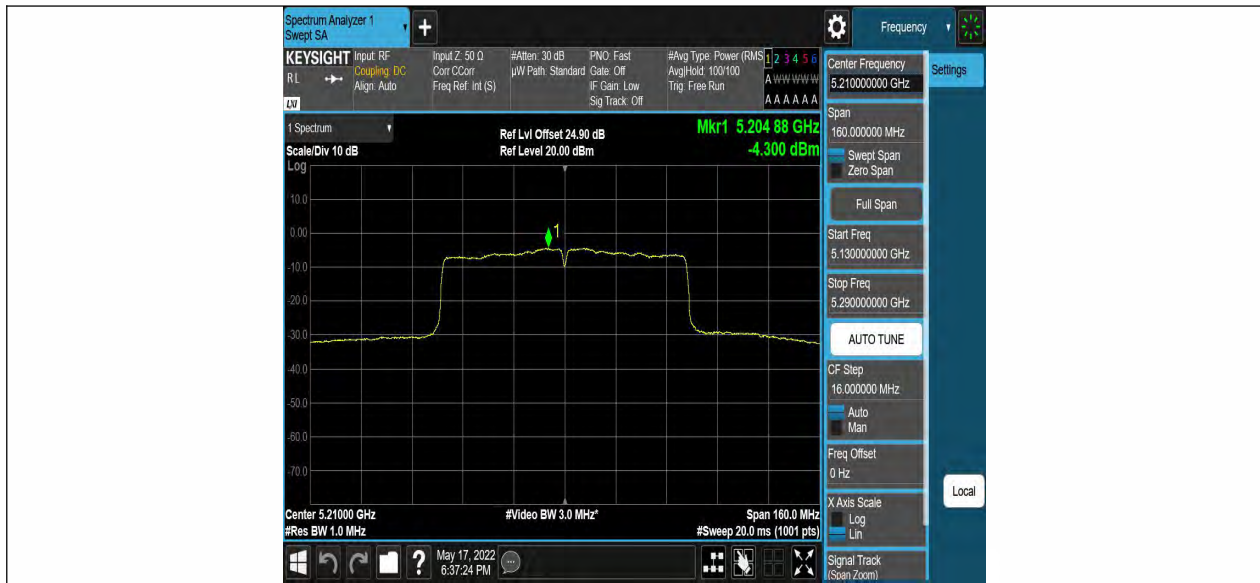 Spectrum Analyzer 1
Swept SA
+
Frequency
KEYSIGHT
RL
LXI
Input: RF
Coupling: DC
Align: Auto
Input Z: 50 Ω
Corr CCorr
Freq Ref: Int (S)
#Atten: 30 dB
µW Path: Standard
PNO: Fast
Gate: Off
IF Gain: Low
Sig Track: Off
#Avg Type: Power (RMS
Avg|Hold: 100/100
Trig: Free Run
1 2 3 4 5 6
A W W W W W
A A A A A A
1 Spectrum
Scale/Div 10 dB
Ref Lvl Offset 24.90 dB
Ref Level 20.00 dBm
Mkr1 5.204 88 GHz
-4.300 dBm
Log
10.0
0.00
-10.0
-20.0
-30.0
-40.0
-50.0
-60.0
-70.0
1
Center 5.21000 GHz
#Res BW 1.0 MHz
#Video BW 3.0 MHz*
Span 160.0 MHz
#Sweep 20.0 ms (1001 pts)
May 17, 2022
6:37:24 PM
?
Center Frequency
5.210000000 GHz
Settings
Span
160.000000 MHz
Swept Span
Zero Span
Full Span
Start Freq
5.130000000 GHz
Stop Freq
5.290000000 GHz
AUTO TUNE
CF Step
16.000000 MHz
Auto
Man
Freq Offset
0 Hz
X Axis Scale
Log
Lin
Local
Signal Track
(Span Zoom)